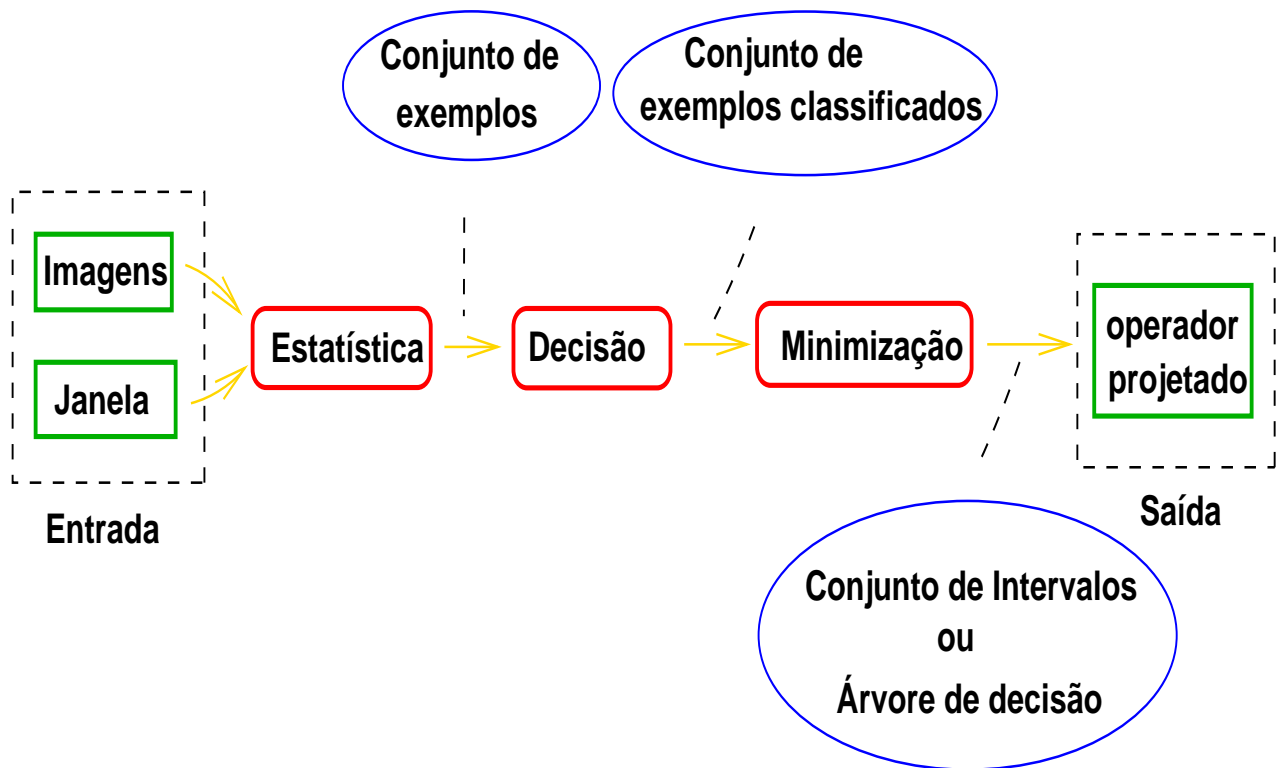 Conjunto de
exemplos
Conjunto de
exemplos classificados
Imagens
Janela
Entrada
Estatística
Decisão
Minimização
operador
projetado
Saída
Conjunto de Intervalos
ou
Árvore de decisão